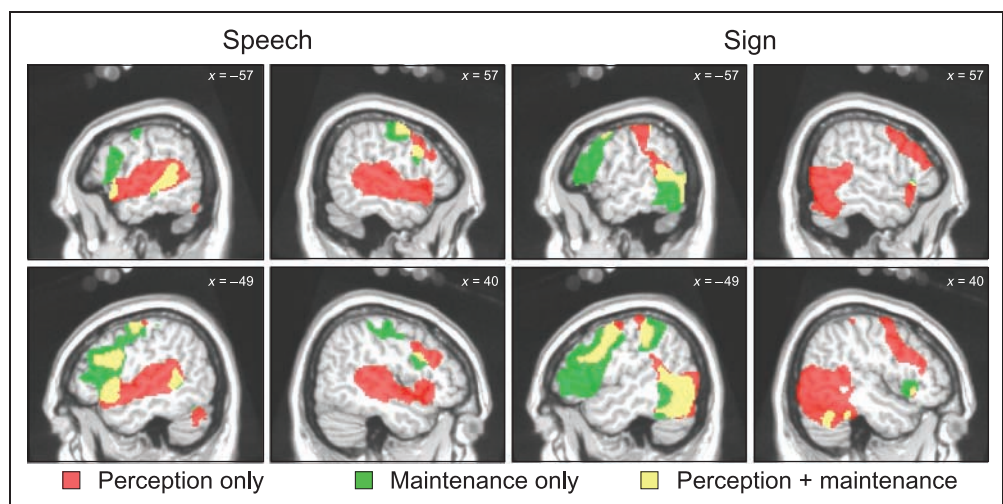 Speech
Sign
x = –57
x = 57
x = –57
x = 57
x = –49
x = 40
x = –49
x = 40
Perception only
Maintenance only
Perception + maintenance